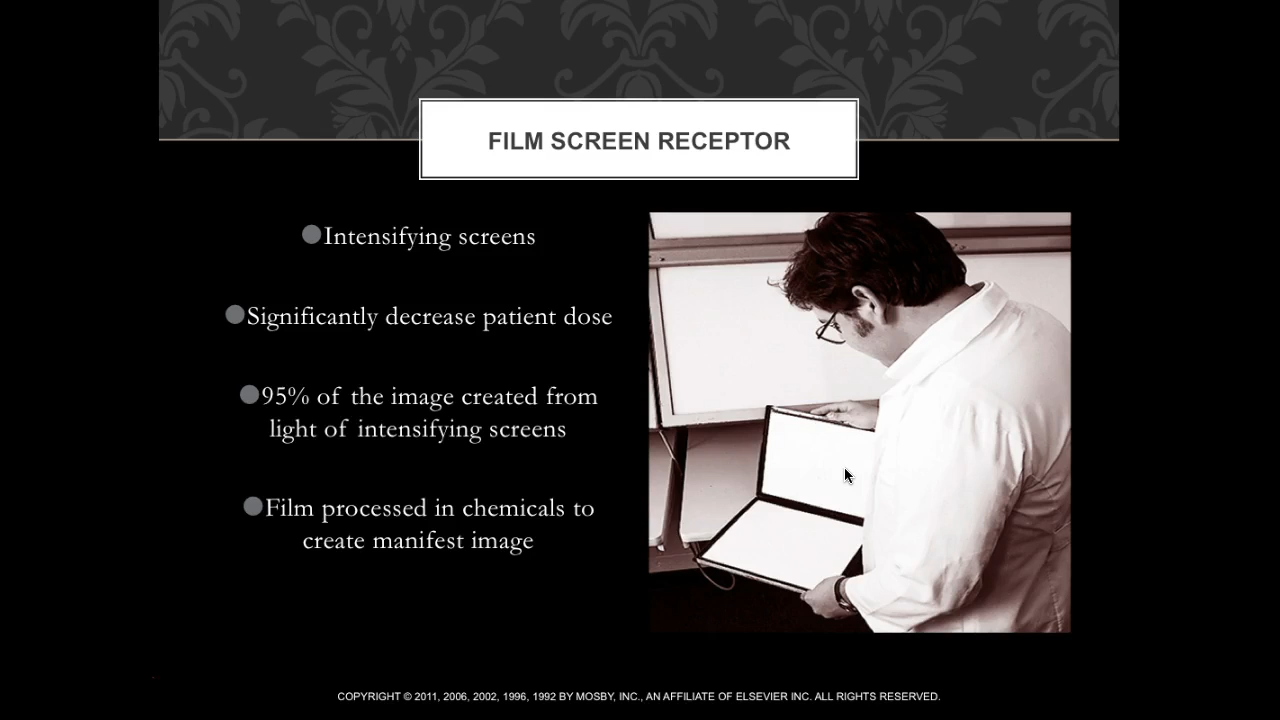 FILM SCREEN RECEPTOR
Intensifying screens
Significantly decrease patient dose
95% of the image created from
light of intensifying screens
Film processed in chemicals to
create manifest image
COPYRIGHT © 2011, 2006, 2002, 1996, 1992 BY MOSBY, INC., AN AFFILIATE OF ELSEVIER INC. ALL RIGHTS RESERVED.